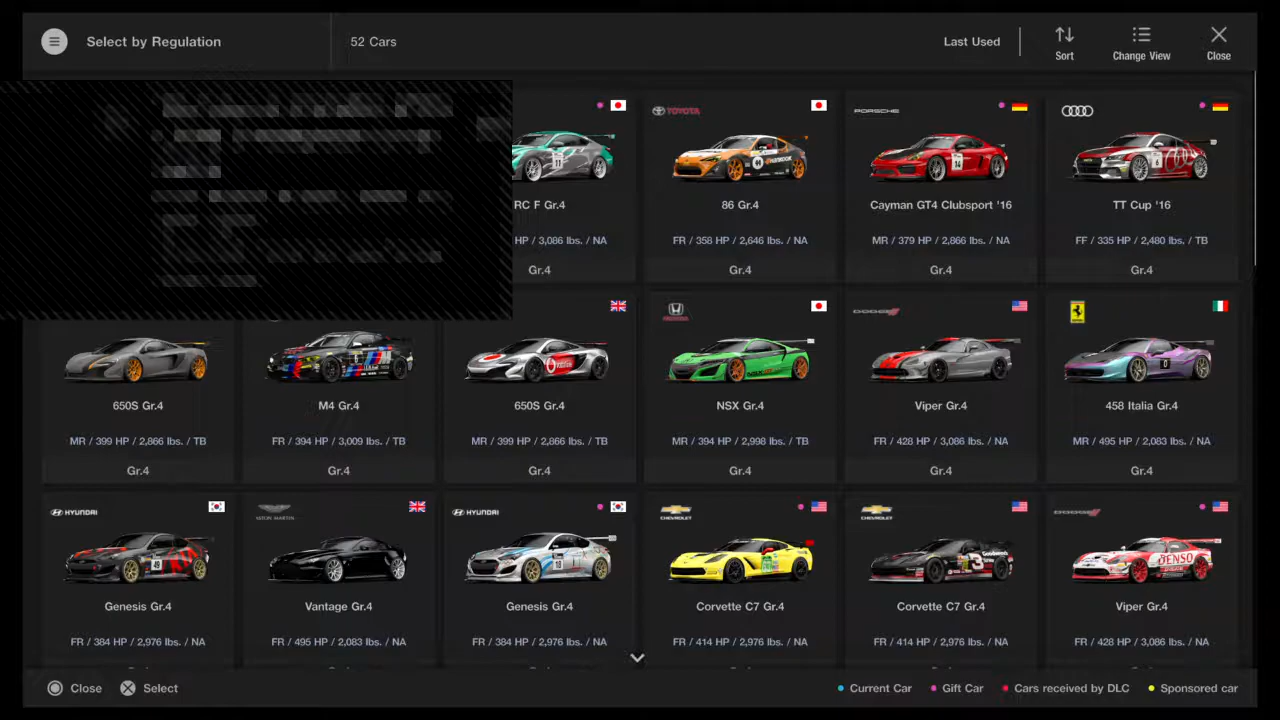 Select by Regulation 52 Cars Last Used Sort Change View Close
TOYOTA PORSCHE
RC F Gr.4 86 Gr.4 Cayman GT4 Clubsport '16 TT Cup '16
HP / 3,086 lbs. / NA FR / 358 HP / 2,646 lbs. / NA MR / 379 HP / 2,866 lbs. / NA FF / 335 HP / 2,480 lbs. / TB
Gr.4 Gr.4 Gr.4 Gr.4
HONDA DODGE
650S Gr.4 M4 Gr.4 650S Gr.4 NSX Gr.4 Viper Gr.4 458 Italia Gr.4
MR / 399 HP / 2,866 lbs. / TB FR / 394 HP / 3,009 lbs. / TB MR / 399 HP / 2,866 lbs. / TB MR / 394 HP / 2,998 lbs. / TB FR / 428 HP / 3,086 lbs. / NA MR / 495 HP / 2,083 lbs. / NA
Gr.4 Gr.4 Gr.4 Gr.4 Gr.4 Gr.4
HYUNDAI ASTON MARTIN HYUNDAI CHEVROLET CHEVROLET DODGE
DENSO
Genesis Gr.4 Vantage Gr.4 Genesis Gr.4 Corvette C7 Gr.4 Corvette C7 Gr.4 Viper Gr.4
FR / 384 HP / 2,976 lbs. / NA FR / 495 HP / 2,083 lbs. / NA FR / 384 HP / 2,976 lbs. / NA FR / 414 HP / 2,976 lbs. / NA FR / 414 HP / 2,976 lbs. / NA FR / 428 HP / 3,086 lbs. / NA
Close Select Current Car Gift Car Cars received by DLC Sponsored car